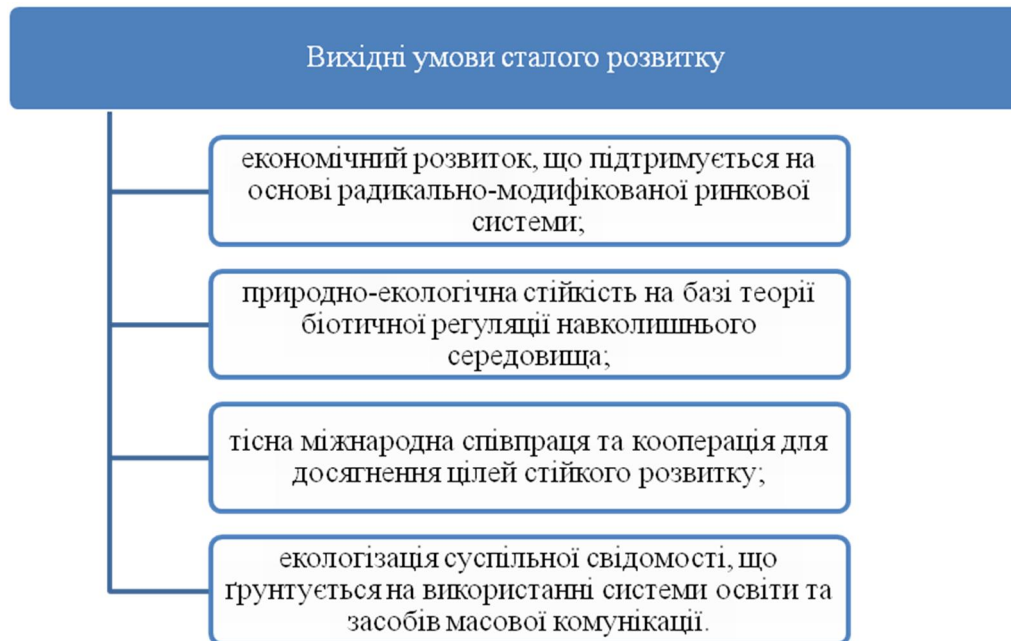 Вихідні умови сталого розвитку
економічний розвиток, що підтримується на
основі радикально-модифікованої ринкової
системи;
природно-екологічна стійкість на базі теорії
біотичної регуляції навколишнього
середовища;
тісна міжнародна співпраця та кооперація для
досягнення цілей стійкого розвитку;
екологізація суспільної свідомості, що
ґрунтується на використанні системи освіти та
засобів масової комунікації.